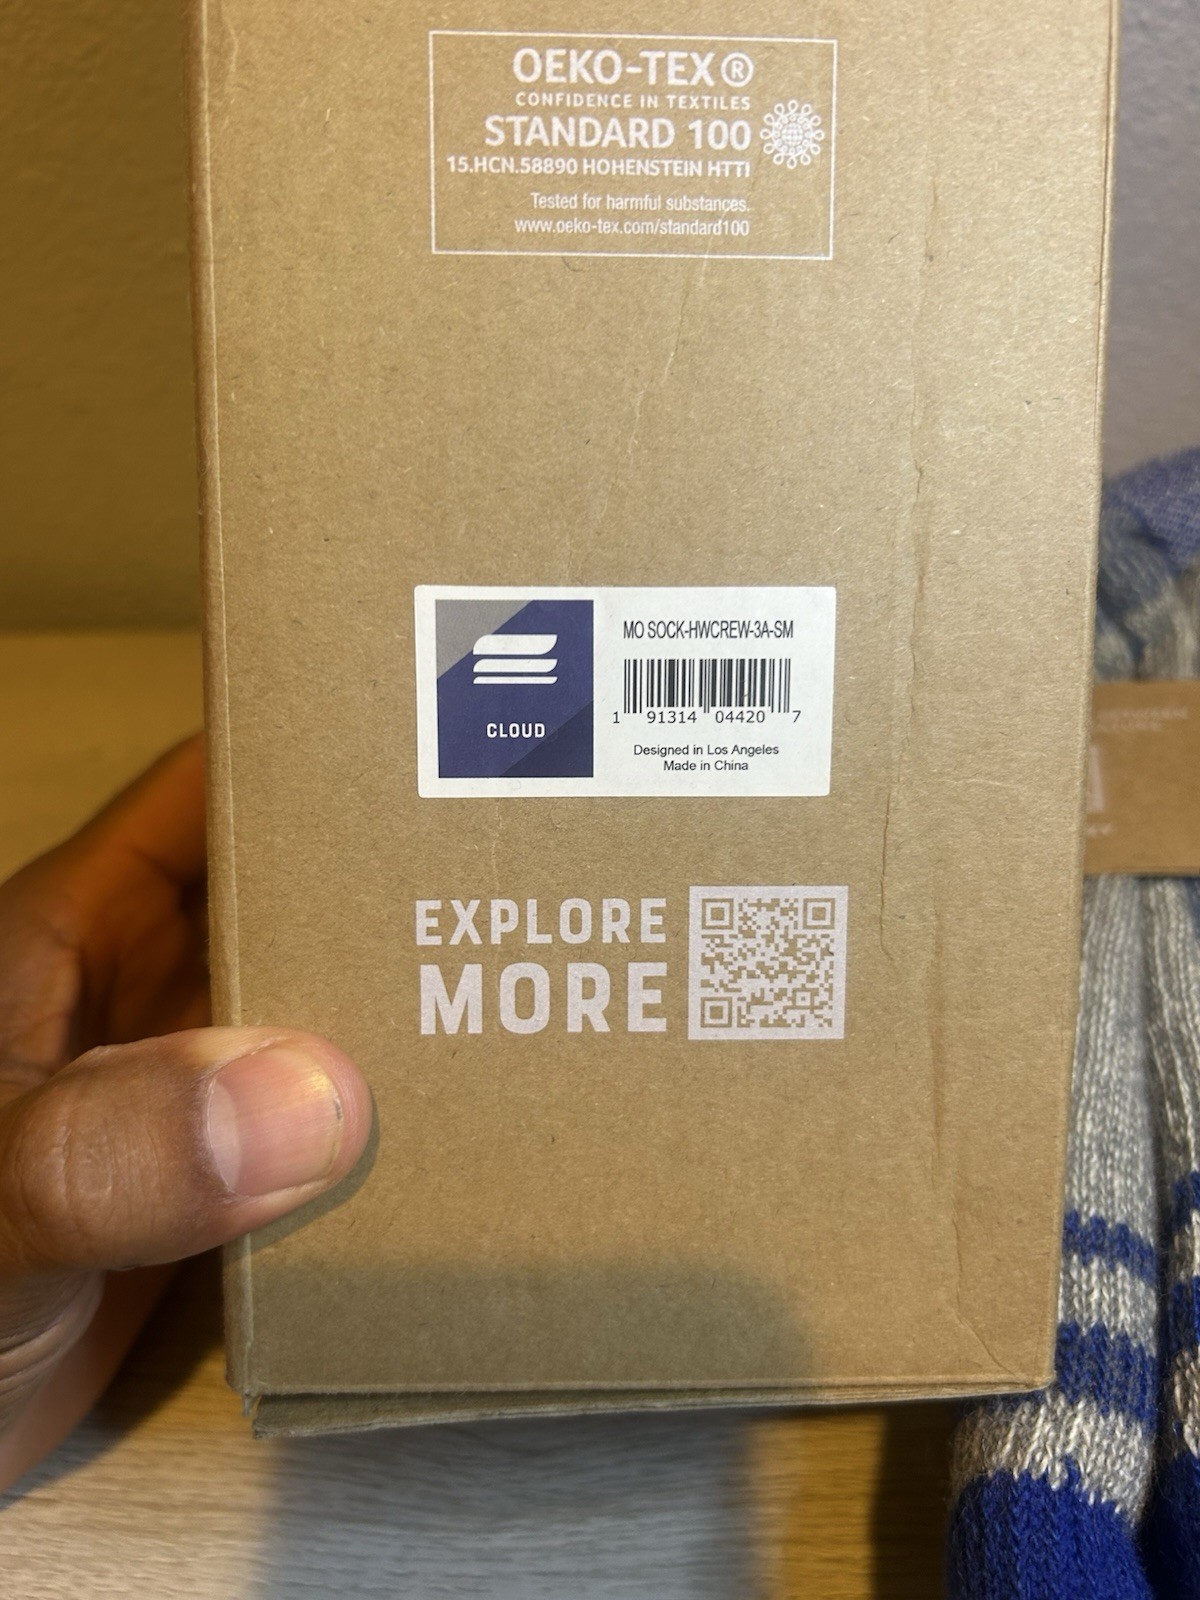 OEKO-TEX®
CONFIDENCE IN TEXTILES
STANDARD 100
15.HCN.58890 HOHENSTEIN HTTI
Tested for harmful substances.
www.oeko-tex.com/standard100
CLOUD
MO SOCK-HWCREW-3A-SM
1 91314 04420 7
Designed in Los Angeles
Made in China
EXPLORE
MORE